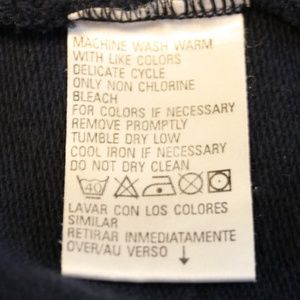 MACHINE WASH WARM
WITH LIKE COLORS
DELICATE CYCLE
ONLY NON CHLORINE
BLEACH
FOR COLORS IF NECESSARY
REMOVE PROMPTLY
TUMBLE DRY LOW
COOL IRON IF NECESSARY
DO NOT DRY CLEAN
40
LAVAR CON LOS COLORES
SIMILAR
RETIRAR INMEDIATAMENTE
OVER/AU VERSO ↓